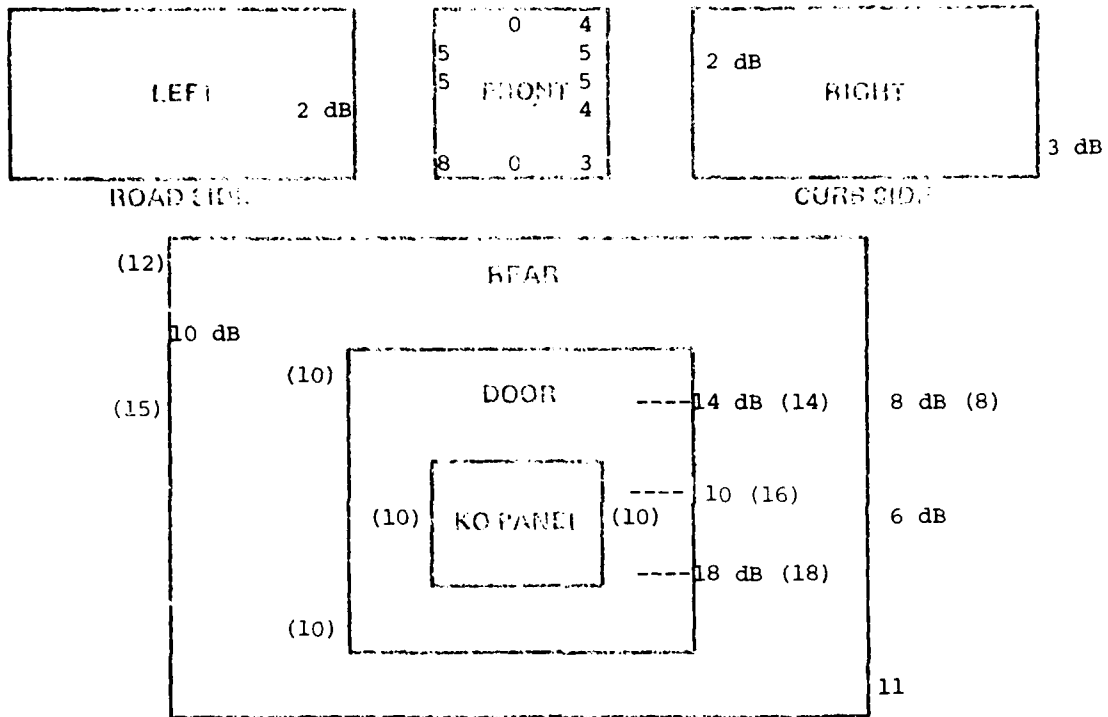 0 4
5 5
LEFT 5 FRONT 5 2 dB RIGHT
2 dB 4
8 0 3 3 dB
ROAD SIDE CURB SIDE
(12) REAR
10 dB
(10) DOOR
(15) 14 dB (14) 8 dB (8)
10 (16)
(10) KO PANEL (10) 6 dB
18 dB (18)
(10)
11